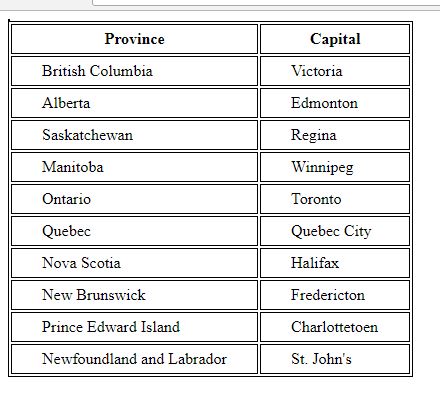 Province Capital
British Columbia Victoria
Alberta Edmonton
Saskatchewan Regina
Manitoba Winnipeg
Ontario Toronto
Quebec Quebec City
Nova Scotia Halifax
New Brunswick Fredericton
Prince Edward Island Charlottetoen
Newfoundland and Labrador St. John's